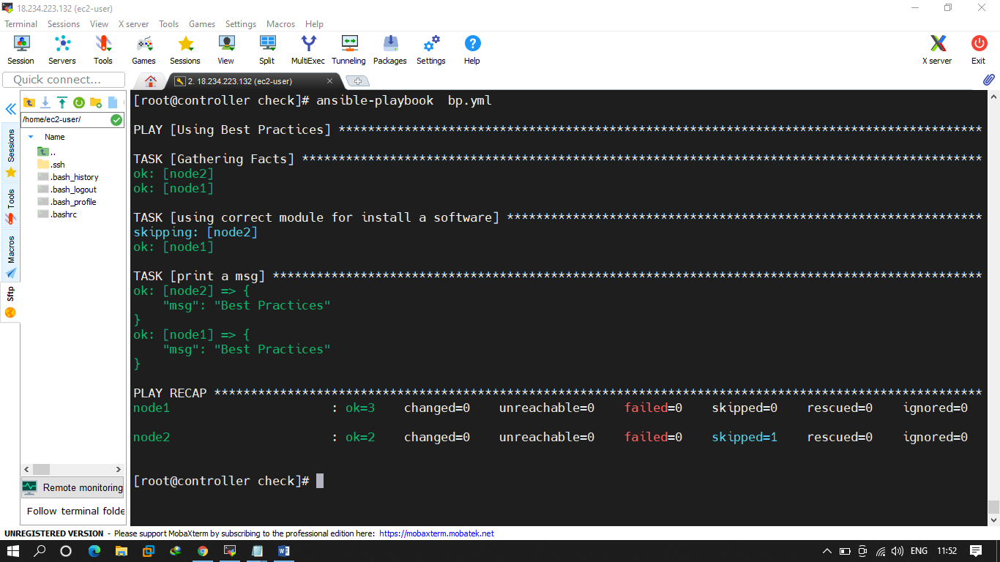 18.234.223.132 (ec2-user)
Terminal Sessions View X server Tools Games Settings Macros Help
Session Servers Tools Games Sessions View Split MultiExec Tunneling Packages Settings Help X server Exit
Quick connect...
2. 18.234.223.132 (ec2-user)
/home/ec2-user/
Name
..
.ssh
.bash_history
.bash_logout
.bash_profile
.bashrc
Sessions
Tools
Macros
Sftp
Remote monitoring
Follow terminal folde
[root@controller check]# ansible-playbook  bp.yml
PLAY [Using Best Practices] ****************************************************************************************
TASK [Gathering Facts] *********************************************************************************************
ok: [node2]
ok: [node1]
TASK [using correct module for install a software] *****************************************************************
skipping: [node2]
ok: [node1]
TASK [print a msg] *************************************************************************************************
ok: [node2] => {
    "msg": "Best Practices"
}
ok: [node1] => {
    "msg": "Best Practices"
}
PLAY RECAP *********************************************************************************************************
node1                      : ok=3    changed=0    unreachable=0    failed=0    skipped=0    rescued=0    ignored=0
node2                      : ok=2    changed=0    unreachable=0    failed=0    skipped=1    rescued=0    ignored=0
[root@controller check]#
UNREGISTERED VERSION - Please support MobaXterm by subscribing to the professional edition here: https://mobaxterm.mobatek.net
ENG 11:52